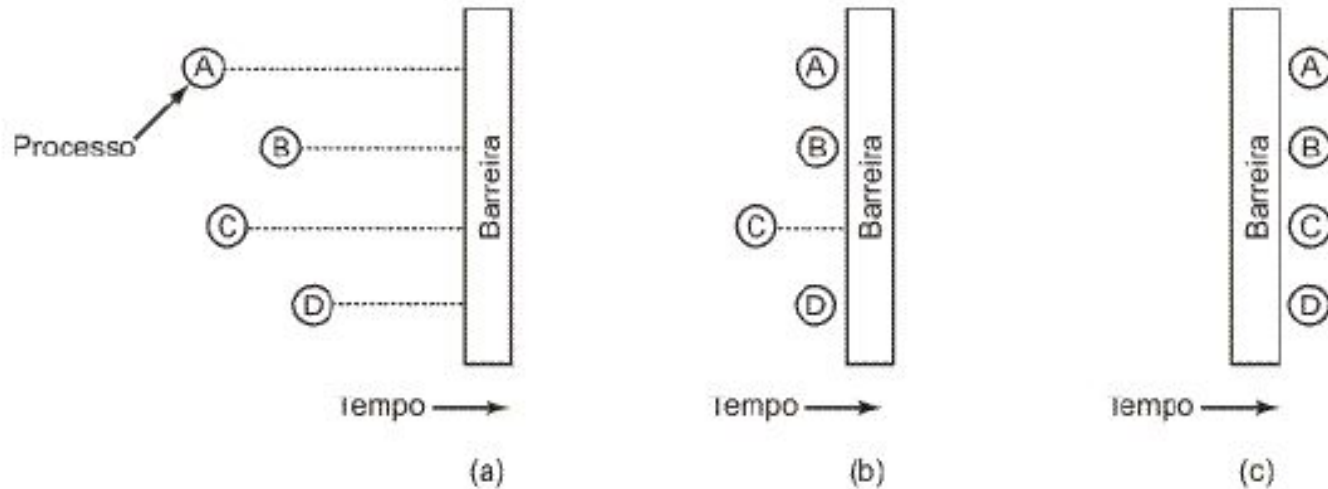 A
Processo
B
C
D
Barreira
Tempo
(a)
A
B
C
D
Barreira
Tempo
(b)
Barreira
A
B
C
D
Tempo
(c)